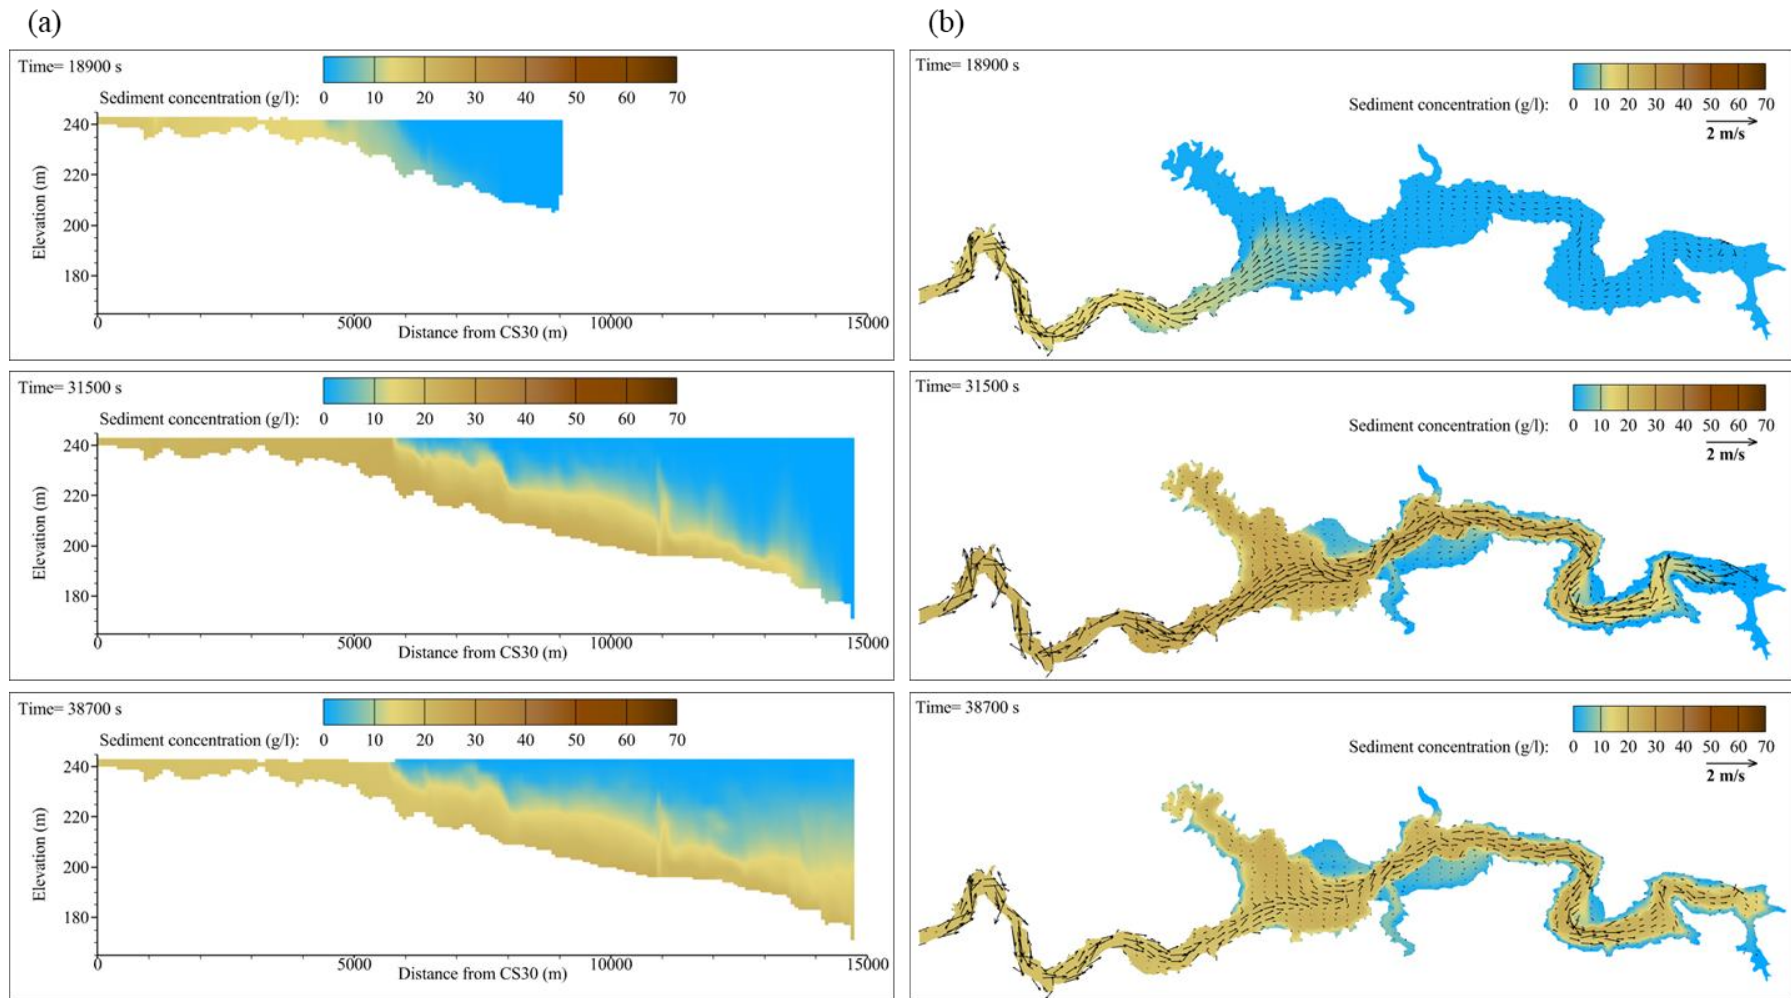 (a)
(b)
Time= 18900 s
Sediment concentration (g/l): 0 10 20 30 40 50 60 70
240
220
200
180
Elevation (m)
0 5000 10000 15000
Distance from CS30 (m)
Time= 18900 s
Sediment concentration (g/l): 0 10 20 30 40 50 60 70
2 m/s
Time= 31500 s
Sediment concentration (g/l): 0 10 20 30 40 50 60 70
240
220
200
180
Elevation (m)
0 5000 10000 15000
Distance from CS30 (m)
Time= 31500 s
Sediment concentration (g/l): 0 10 20 30 40 50 60 70
2 m/s
Time= 38700 s
Sediment concentration (g/l): 0 10 20 30 40 50 60 70
240
220
200
180
Elevation (m)
0 5000 10000 15000
Distance from CS30 (m)
Time= 38700 s
Sediment concentration (g/l): 0 10 20 30 40 50 60 70
2 m/s